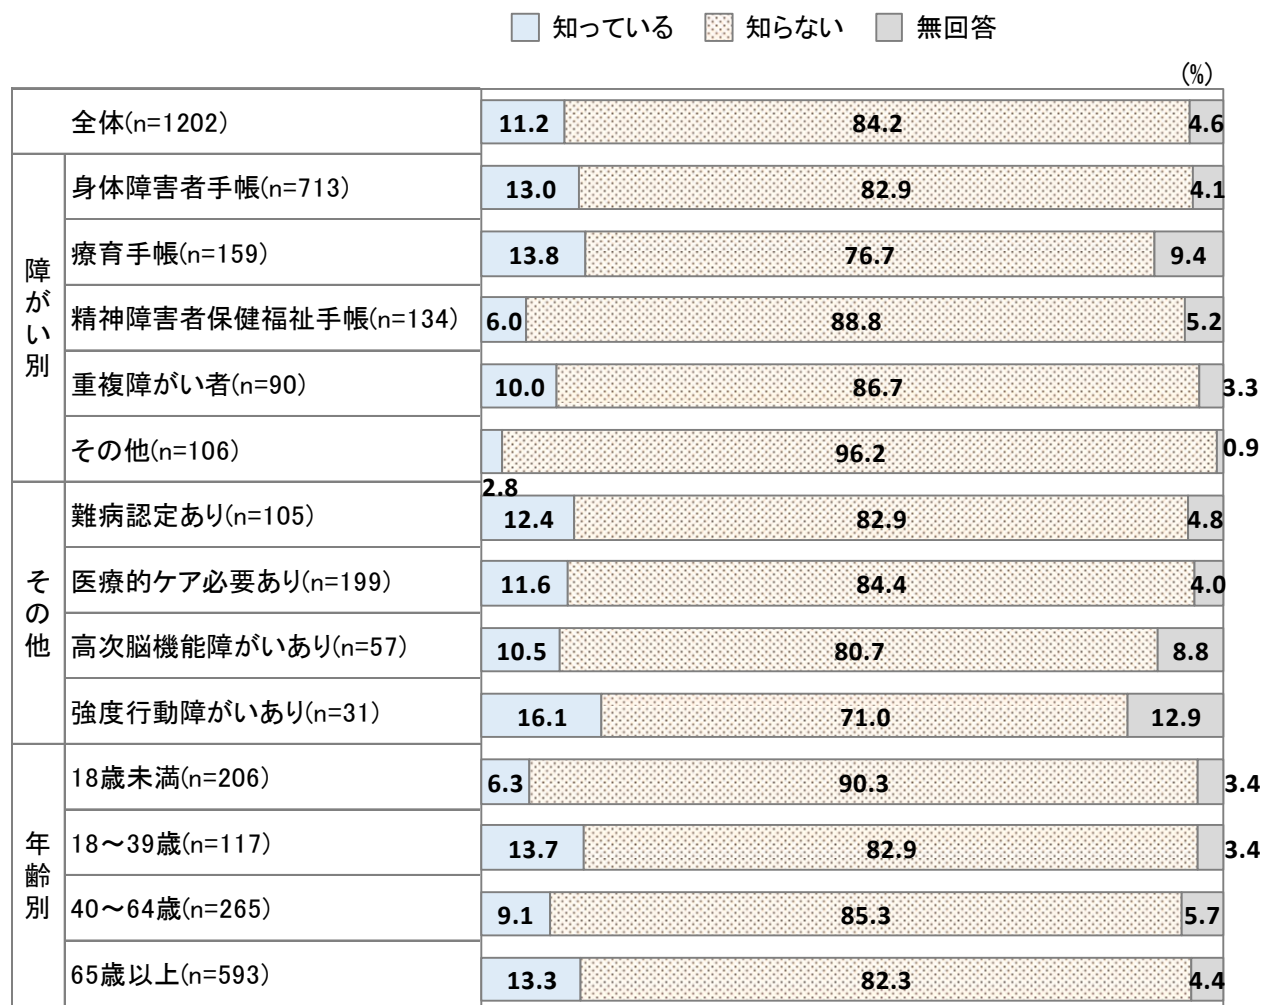 知っている 知らない 無回答
(%)
全体(n=1202) 11.2 84.2 4.6
障がい別
身体障害者手帳(n=713) 13.0 82.9 4.1
療育手帳(n=159) 13.8 76.7 9.4
精神障害者保健福祉手帳(n=134) 6.0 88.8 5.2
重複障がい者(n=90) 10.0 86.7 3.3
その他(n=106) 2.8 96.2 0.9
その他
難病認定あり(n=105) 12.4 82.9 4.8
医療的ケア必要あり(n=199) 11.6 84.4 4.0
高次脳機能障がいあり(n=57) 10.5 80.7 8.8
強度行動障がいあり(n=31) 16.1 71.0 12.9
年齢別
18歳未満(n=206) 6.3 90.3 3.4
18～39歳(n=117) 13.7 82.9 3.4
40～64歳(n=265) 9.1 85.3 5.7
65歳以上(n=593) 13.3 82.3 4.4